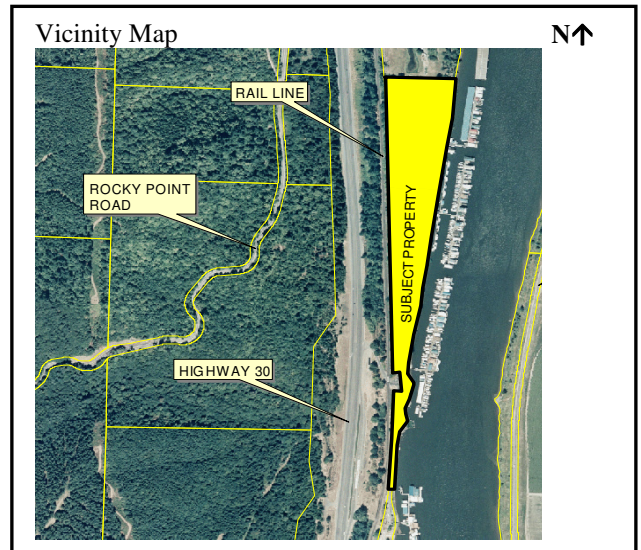 Vicinity Map
N↑
RAIL LINE
ROCKY POINT
ROAD
SUBJECT PROPERTY
HIGHWAY 30